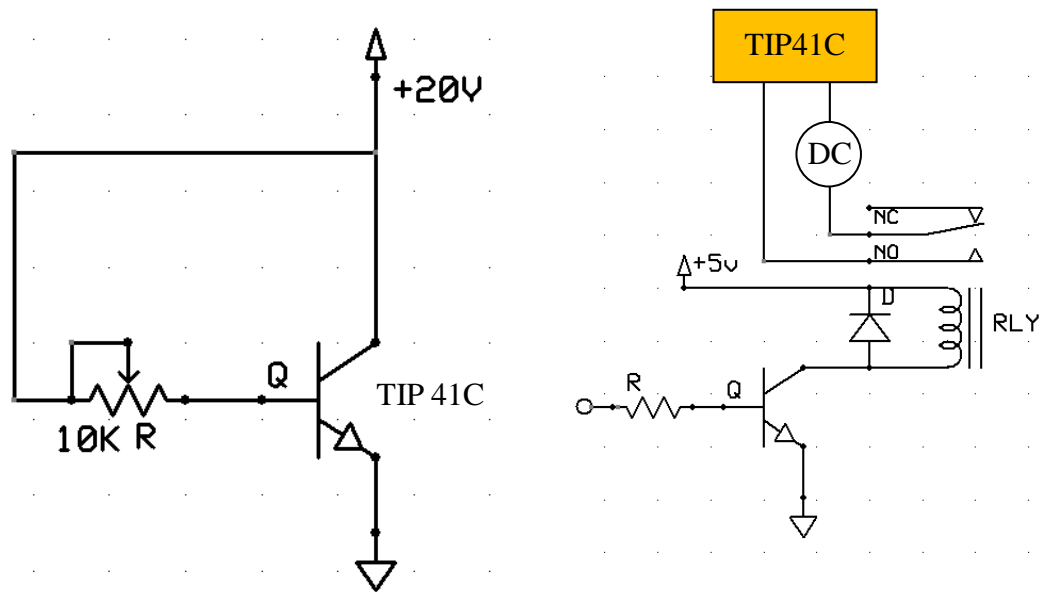 +20V
Q
TIP 41C
10K R
TIP41C
DC
NC
NO
+5v
D
RLY
R
Q